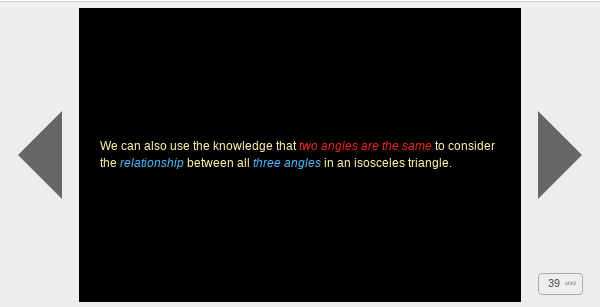 We can also use the knowledge that two angles are the same to consider
the relationship between all three angles in an isosceles triangle.
39 of 43